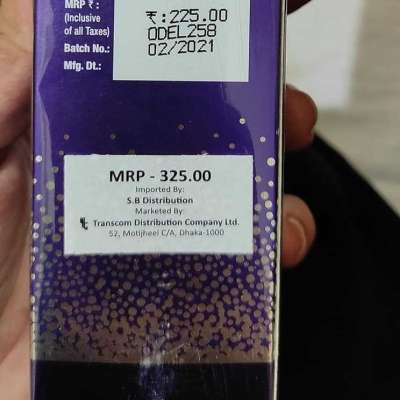 MRP ₹ :
(Inclusive
of all Taxes)
Batch No.:
Mfg. Dt.:
₹:225.00
ODEL258
02/2021
MRP - 325.00
Imported By:
S.B Distribution
Marketed By:
Transcom Distribution Company Ltd.
52, Motijheel C/A, Dhaka-1000